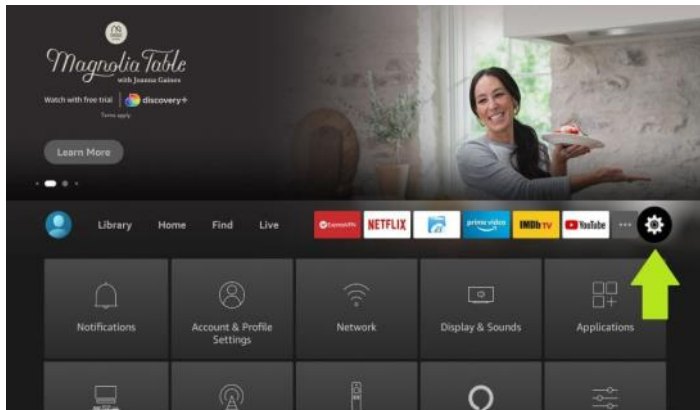 Magnolia Table
with Joanna Gaines
Watch with free trial
discovery+
Terms apply
Learn More
Library
Home
Find
Live
ExpressVPN
NETFLIX
prime video
IMDb TV
YouTube
Notifications
Account & Profile
Settings
Network
Display & Sounds
Applications